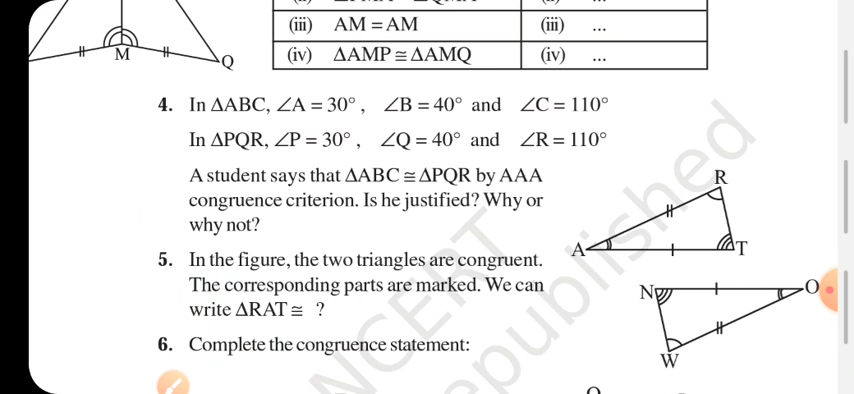 (iii) AM = AM (iii) ...
M Q (iv) ΔAMP ≅ ΔAMQ (iv) ...
4. In ΔABC, ∠A = 30° , ∠B = 40° and ∠C = 110°
In ΔPQR, ∠P = 30° , ∠Q = 40° and ∠R = 110°
A student says that ΔABC ≅ ΔPQR by AAA
congruence criterion. Is he justified? Why or
why not?
R
A T
5. In the figure, the two triangles are congruent.
The corresponding parts are marked. We can
write ΔRAT ≅ ?
N O
W
6. Complete the congruence statement:
NCERT
republished